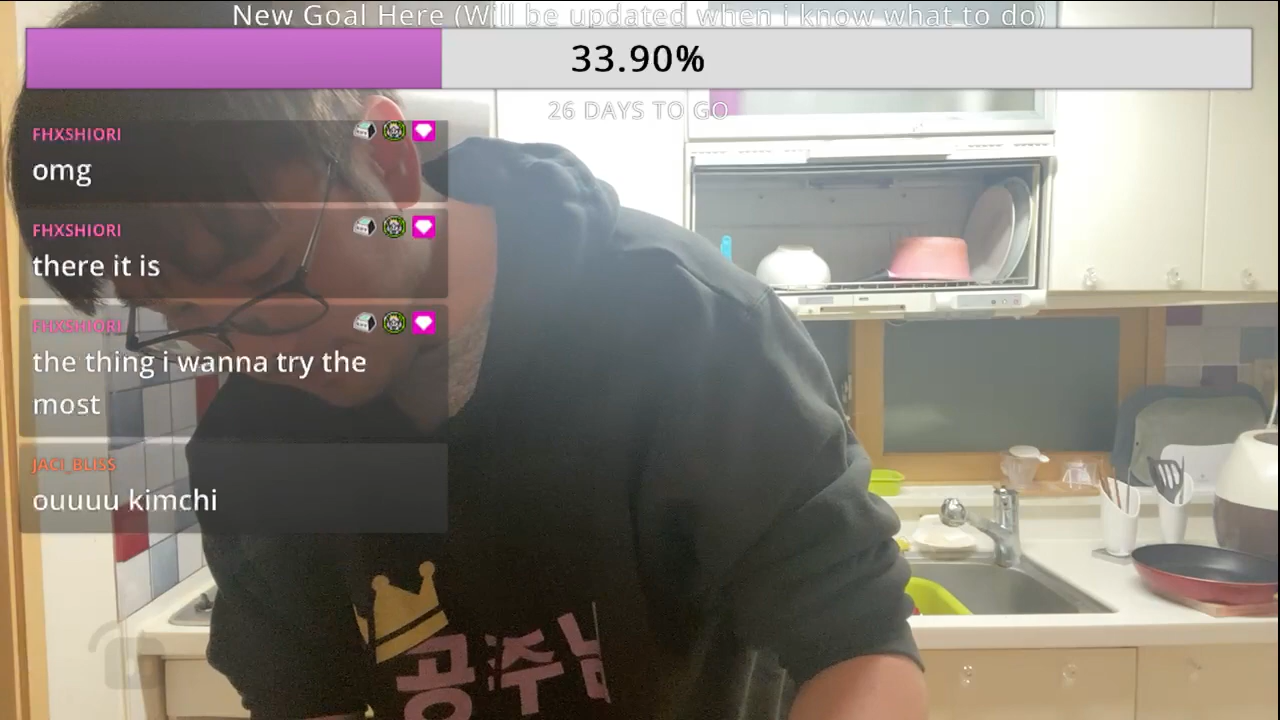 New Goal Here (Will be updated when i know what to do)
33.90%
26 DAYS TO GO
FHXSHIORI
omg
FHXSHIORI
there it is
FHXSHIORI
the thing i wanna try the
most
JACI_BLISS
ouuuu kimchi
공주님